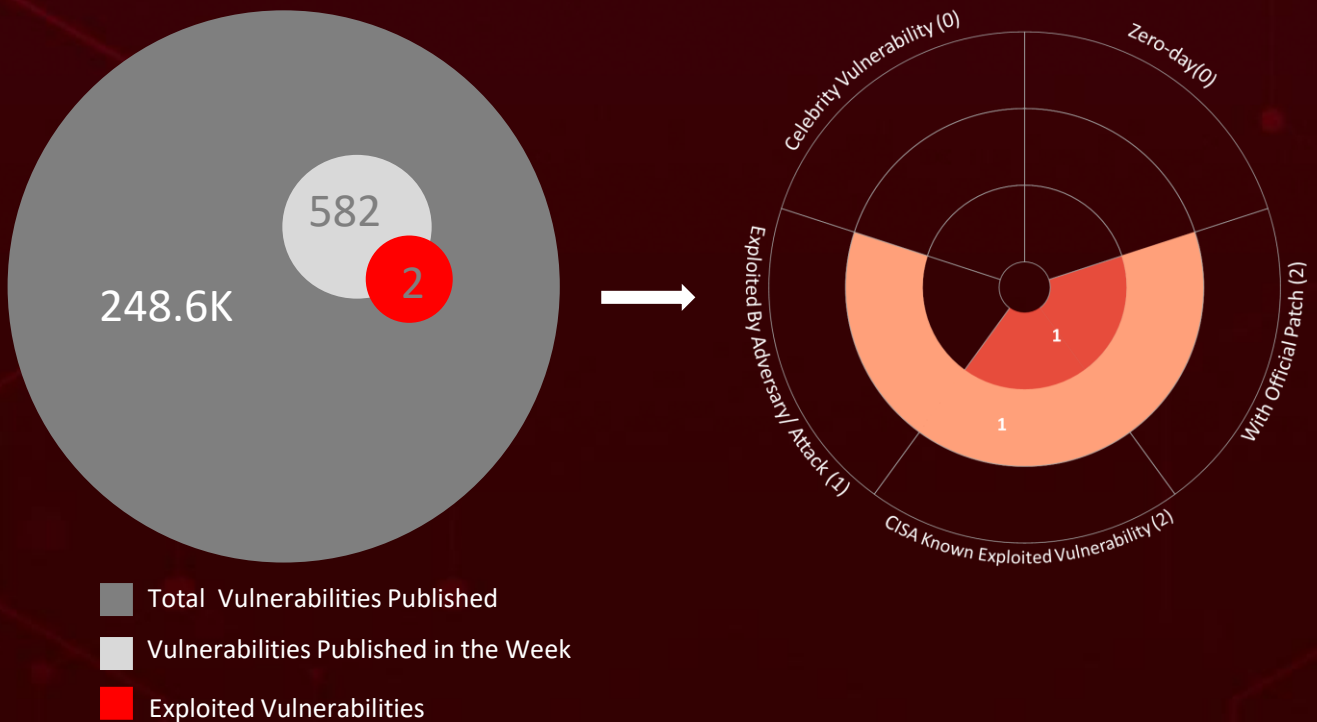 248.6K
582
2
Total Vulnerabilities Published
Vulnerabilities Published in the Week
Exploited Vulnerabilities
Celebrity Vulnerability (0)
Zero-day(0)
With Official Patch (2)
CISA Known Exploited Vulnerability (2)
Exploited By Adversary/ Attack (1)
1
1